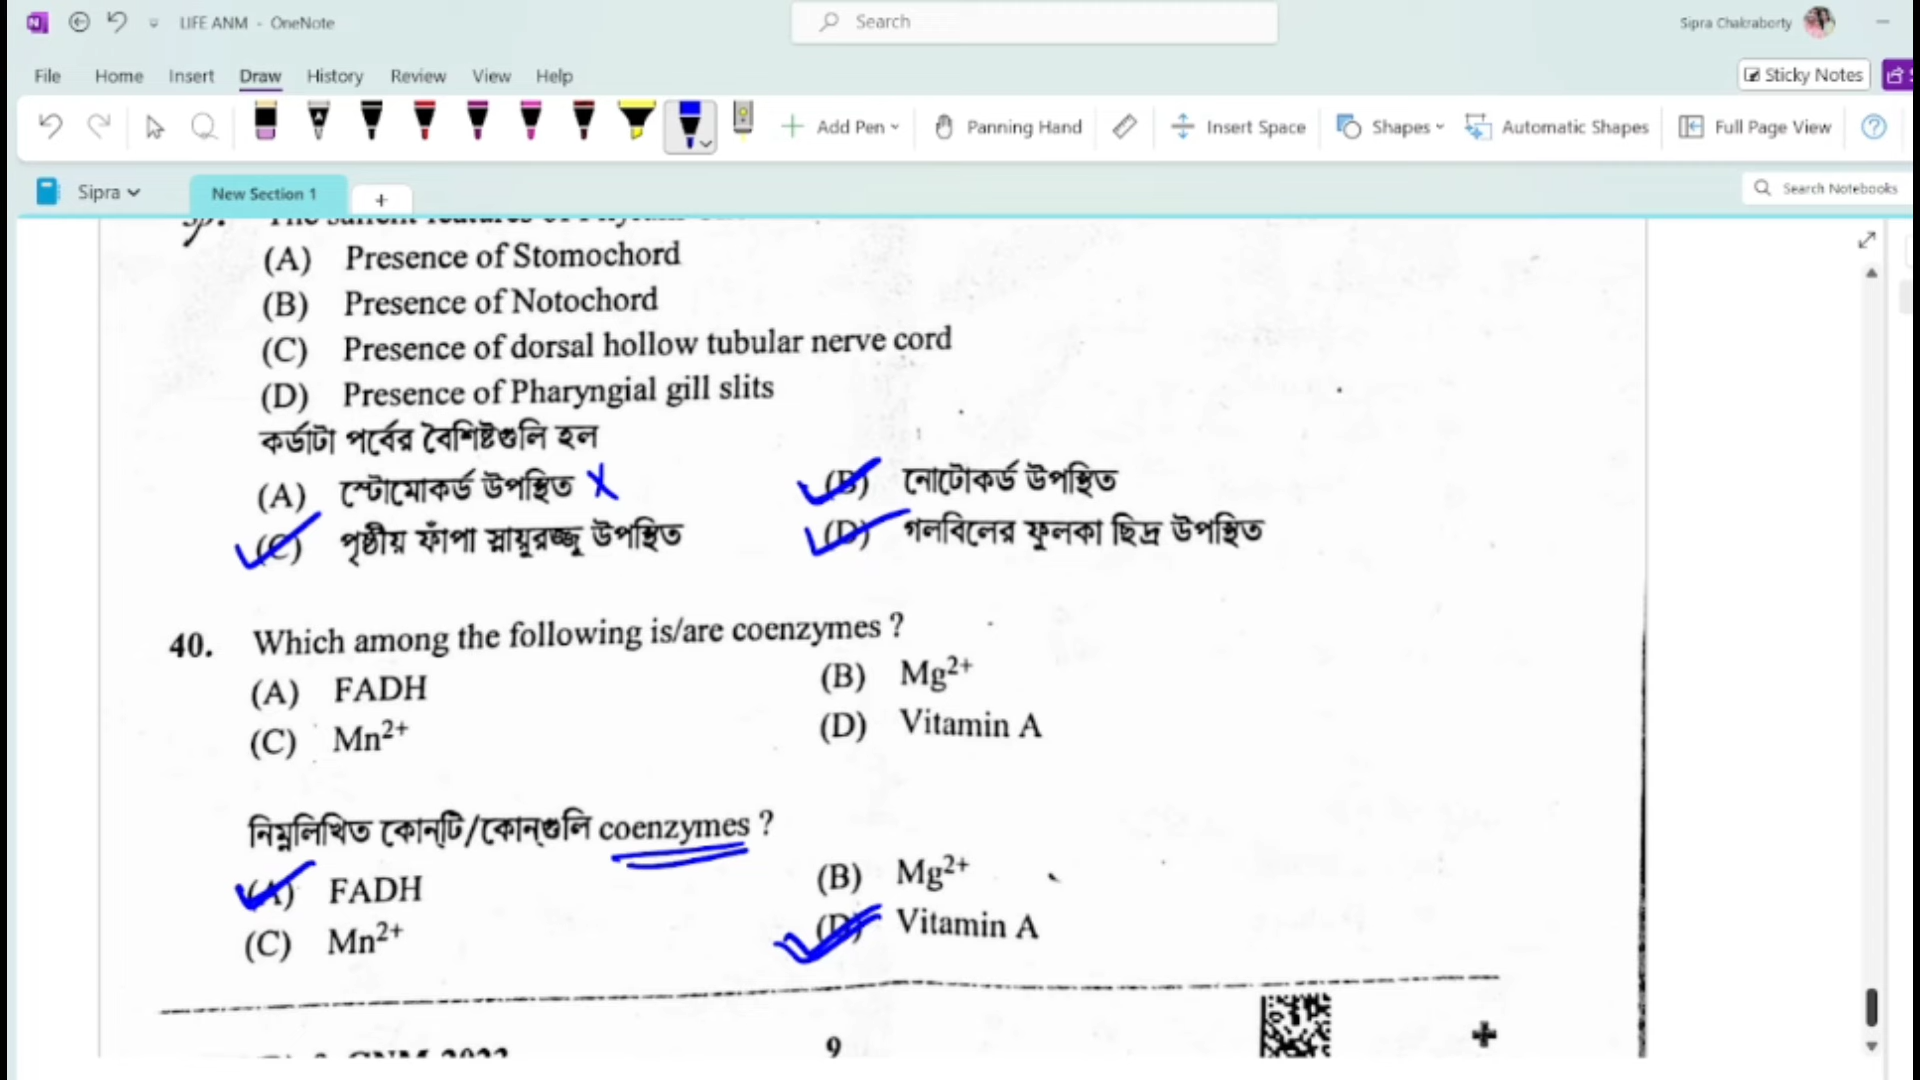 LIFE ANM - OneNote
Search
Sipra Chakraborty
File Home Insert Draw History Review View Help
Sticky Notes
Add Pen
Panning Hand
Insert Space
Shapes
Automatic Shapes
Full Page View
Sipra
New Section 1
Search Notebooks
(A) Presence of Stomochord
(B) Presence of Notochord
(C) Presence of dorsal hollow tubular nerve cord
(D) Presence of Pharyngial gill slits
কর্ডাটা পর্বের বৈশিষ্টগুলি হল
(A) স্টোমোকর্ড উপস্থিত X (B) নোটোকর্ড উপস্থিত
(C) পৃষ্ঠীয় ফাঁপা স্নায়ুরজ্জু উপস্থিত (D) গলবিলের ফুলকা ছিদ্র উপস্থিত
40. Which among the following is/are coenzymes ?
(A) FADH (B) Mg²⁺
(C) Mn²⁺ (D) Vitamin A
নিম্নলিখিত কোন্‌টি/কোন্‌গুলি coenzymes ?
(A) FADH (B) Mg²⁺
(C) Mn²⁺ (D) Vitamin A
9